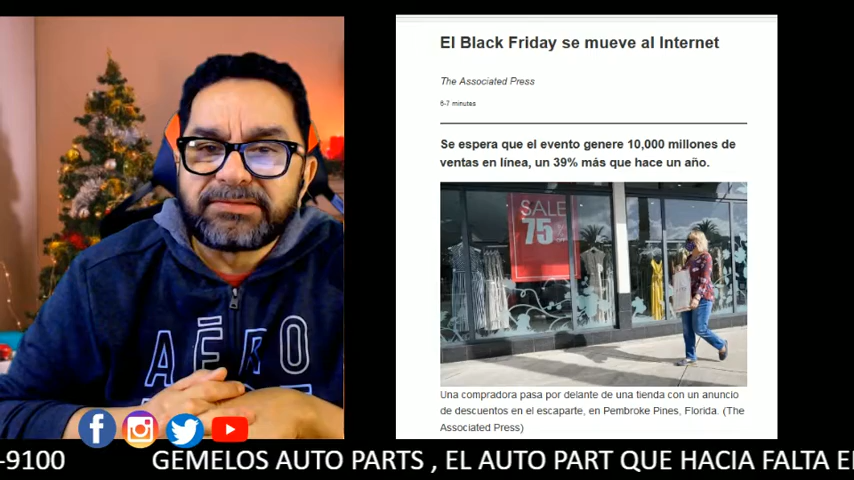 El Black Friday se mueve al Internet
The Associated Press
6-7 minutes
Se espera que el evento genere 10,000 millones de
ventas en línea, un 39% más que hace un año.
SALE
75
Una compradora pasa por delante de una tienda con un anuncio
de descuentos en el escaparte, en Pembroke Pines, Florida. (The
Associated Press)
AĒRO
-9100 GEMELOS AUTO PARTS , EL AUTO PART QUE HACIA FALTA